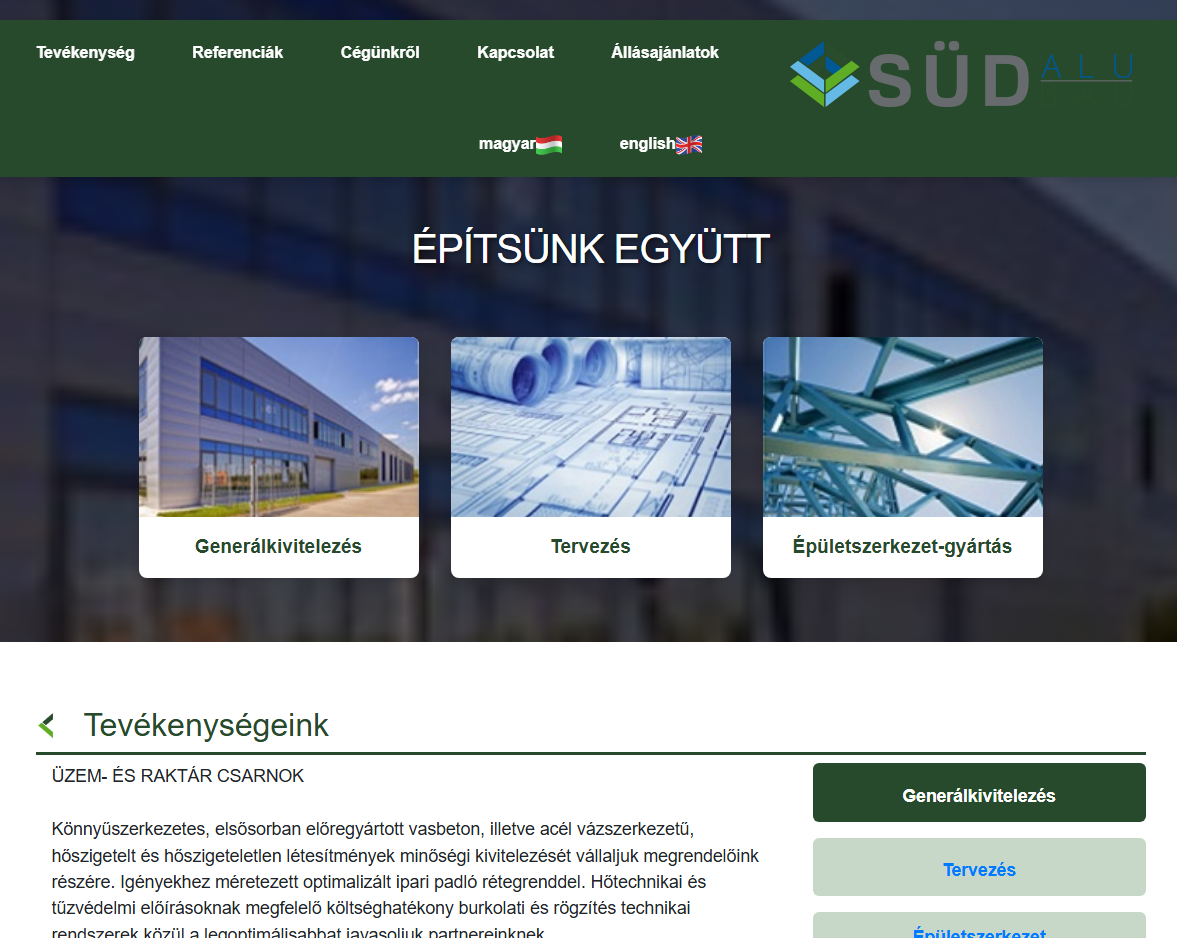 Tevékenység Referenciák Cégünkről Kapcsolat Állásajánlatok
SÜD ALU
magyar english
ÉPÍTSÜNK EGYÜTT
Generálkivitelezés Tervezés Épületszerkezet-gyártás
Tevékenységeink
ÜZEM- ÉS RAKTÁR CSARNOK
Könnyűszerkezetes, elsősorban előregyártott vasbeton, illetve acél vázszerkezetű,
hőszigetelt és hőszigeteletlen létesítmények minőségi kivitelezését vállaljuk megrendelőink
részére. Igényekhez méretezett optimalizált ipari padló rétegrenddel. Hőtechnikai és
tűzvédelmi előírásoknak megfelelő költséghatékony burkolati és rögzítés technikai
rendszerek közül a legoptimálisabbat javasoljuk partnereinknek.
Generálkivitelezés
Tervezés
Épületszerkezet